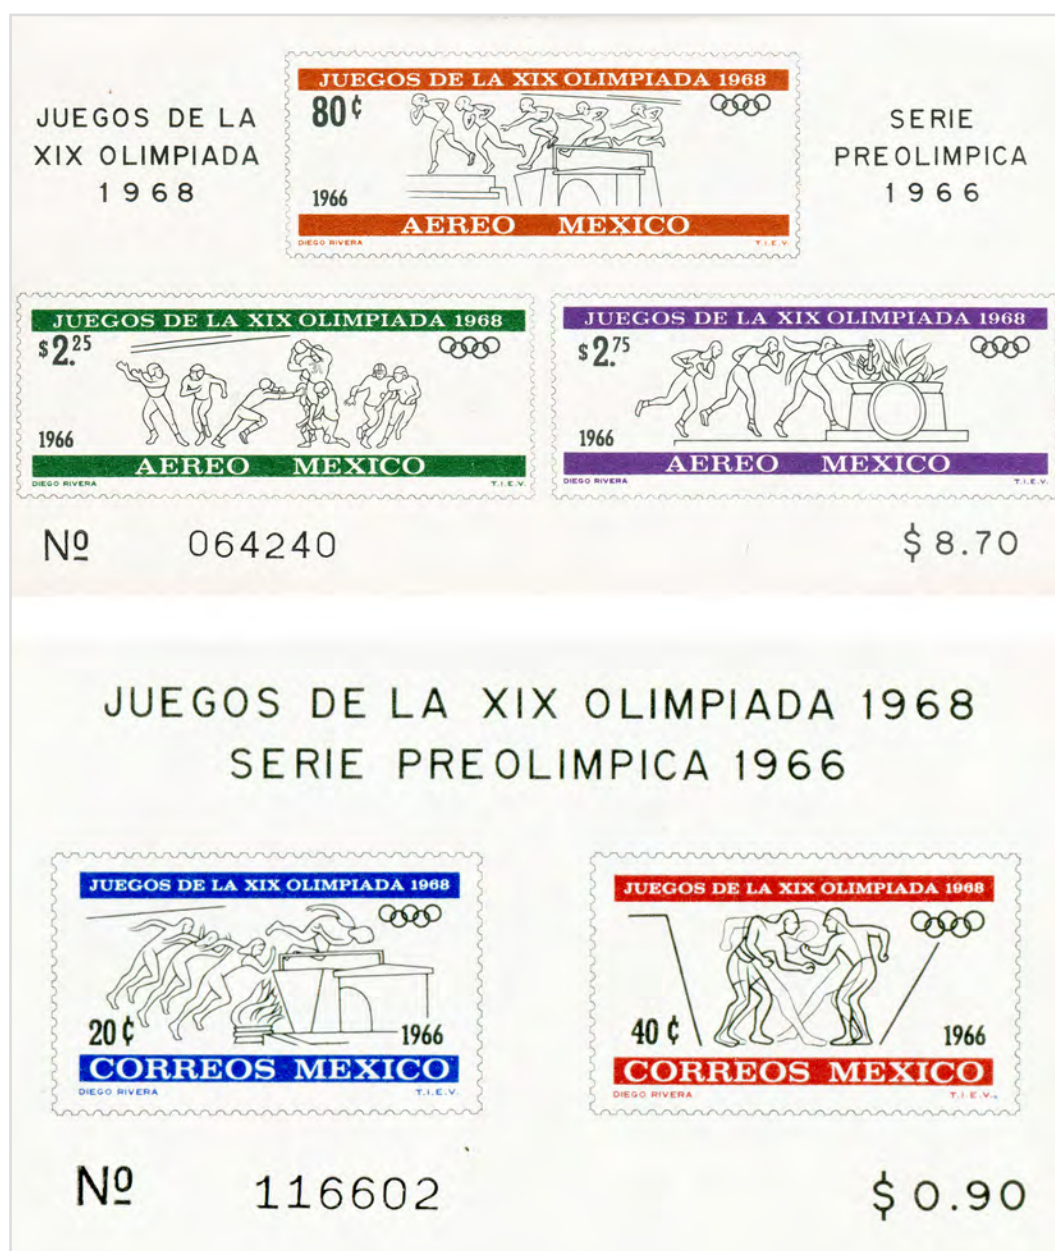 JUEGOS DE LA
XIX OLIMPIADA
1968
JUEGOS DE LA XIX OLIMPIADA 1968
80¢
1966
AEREO MEXICO
DIEGO RIVERA T.I.E.V.
SERIE
PREOLIMPICA
1966
JUEGOS DE LA XIX OLIMPIADA 1968
$2.25
1966
AEREO MEXICO
DIEGO RIVERA T.I.E.V.
JUEGOS DE LA XIX OLIMPIADA 1968
$2.75
1966
AEREO MEXICO
DIEGO RIVERA T.I.E.V.
Nº 064240 $8.70
JUEGOS DE LA XIX OLIMPIADA 1968
SERIE PREOLIMPICA 1966
JUEGOS DE LA XIX OLIMPIADA 1968
20¢ 1966
CORREOS MEXICO
DIEGO RIVERA T.I.E.V.
JUEGOS DE LA XIX OLIMPIADA 1968
40¢ 1966
CORREOS MEXICO
DIEGO RIVERA T.I.E.V.
Nº 116602 $0.90